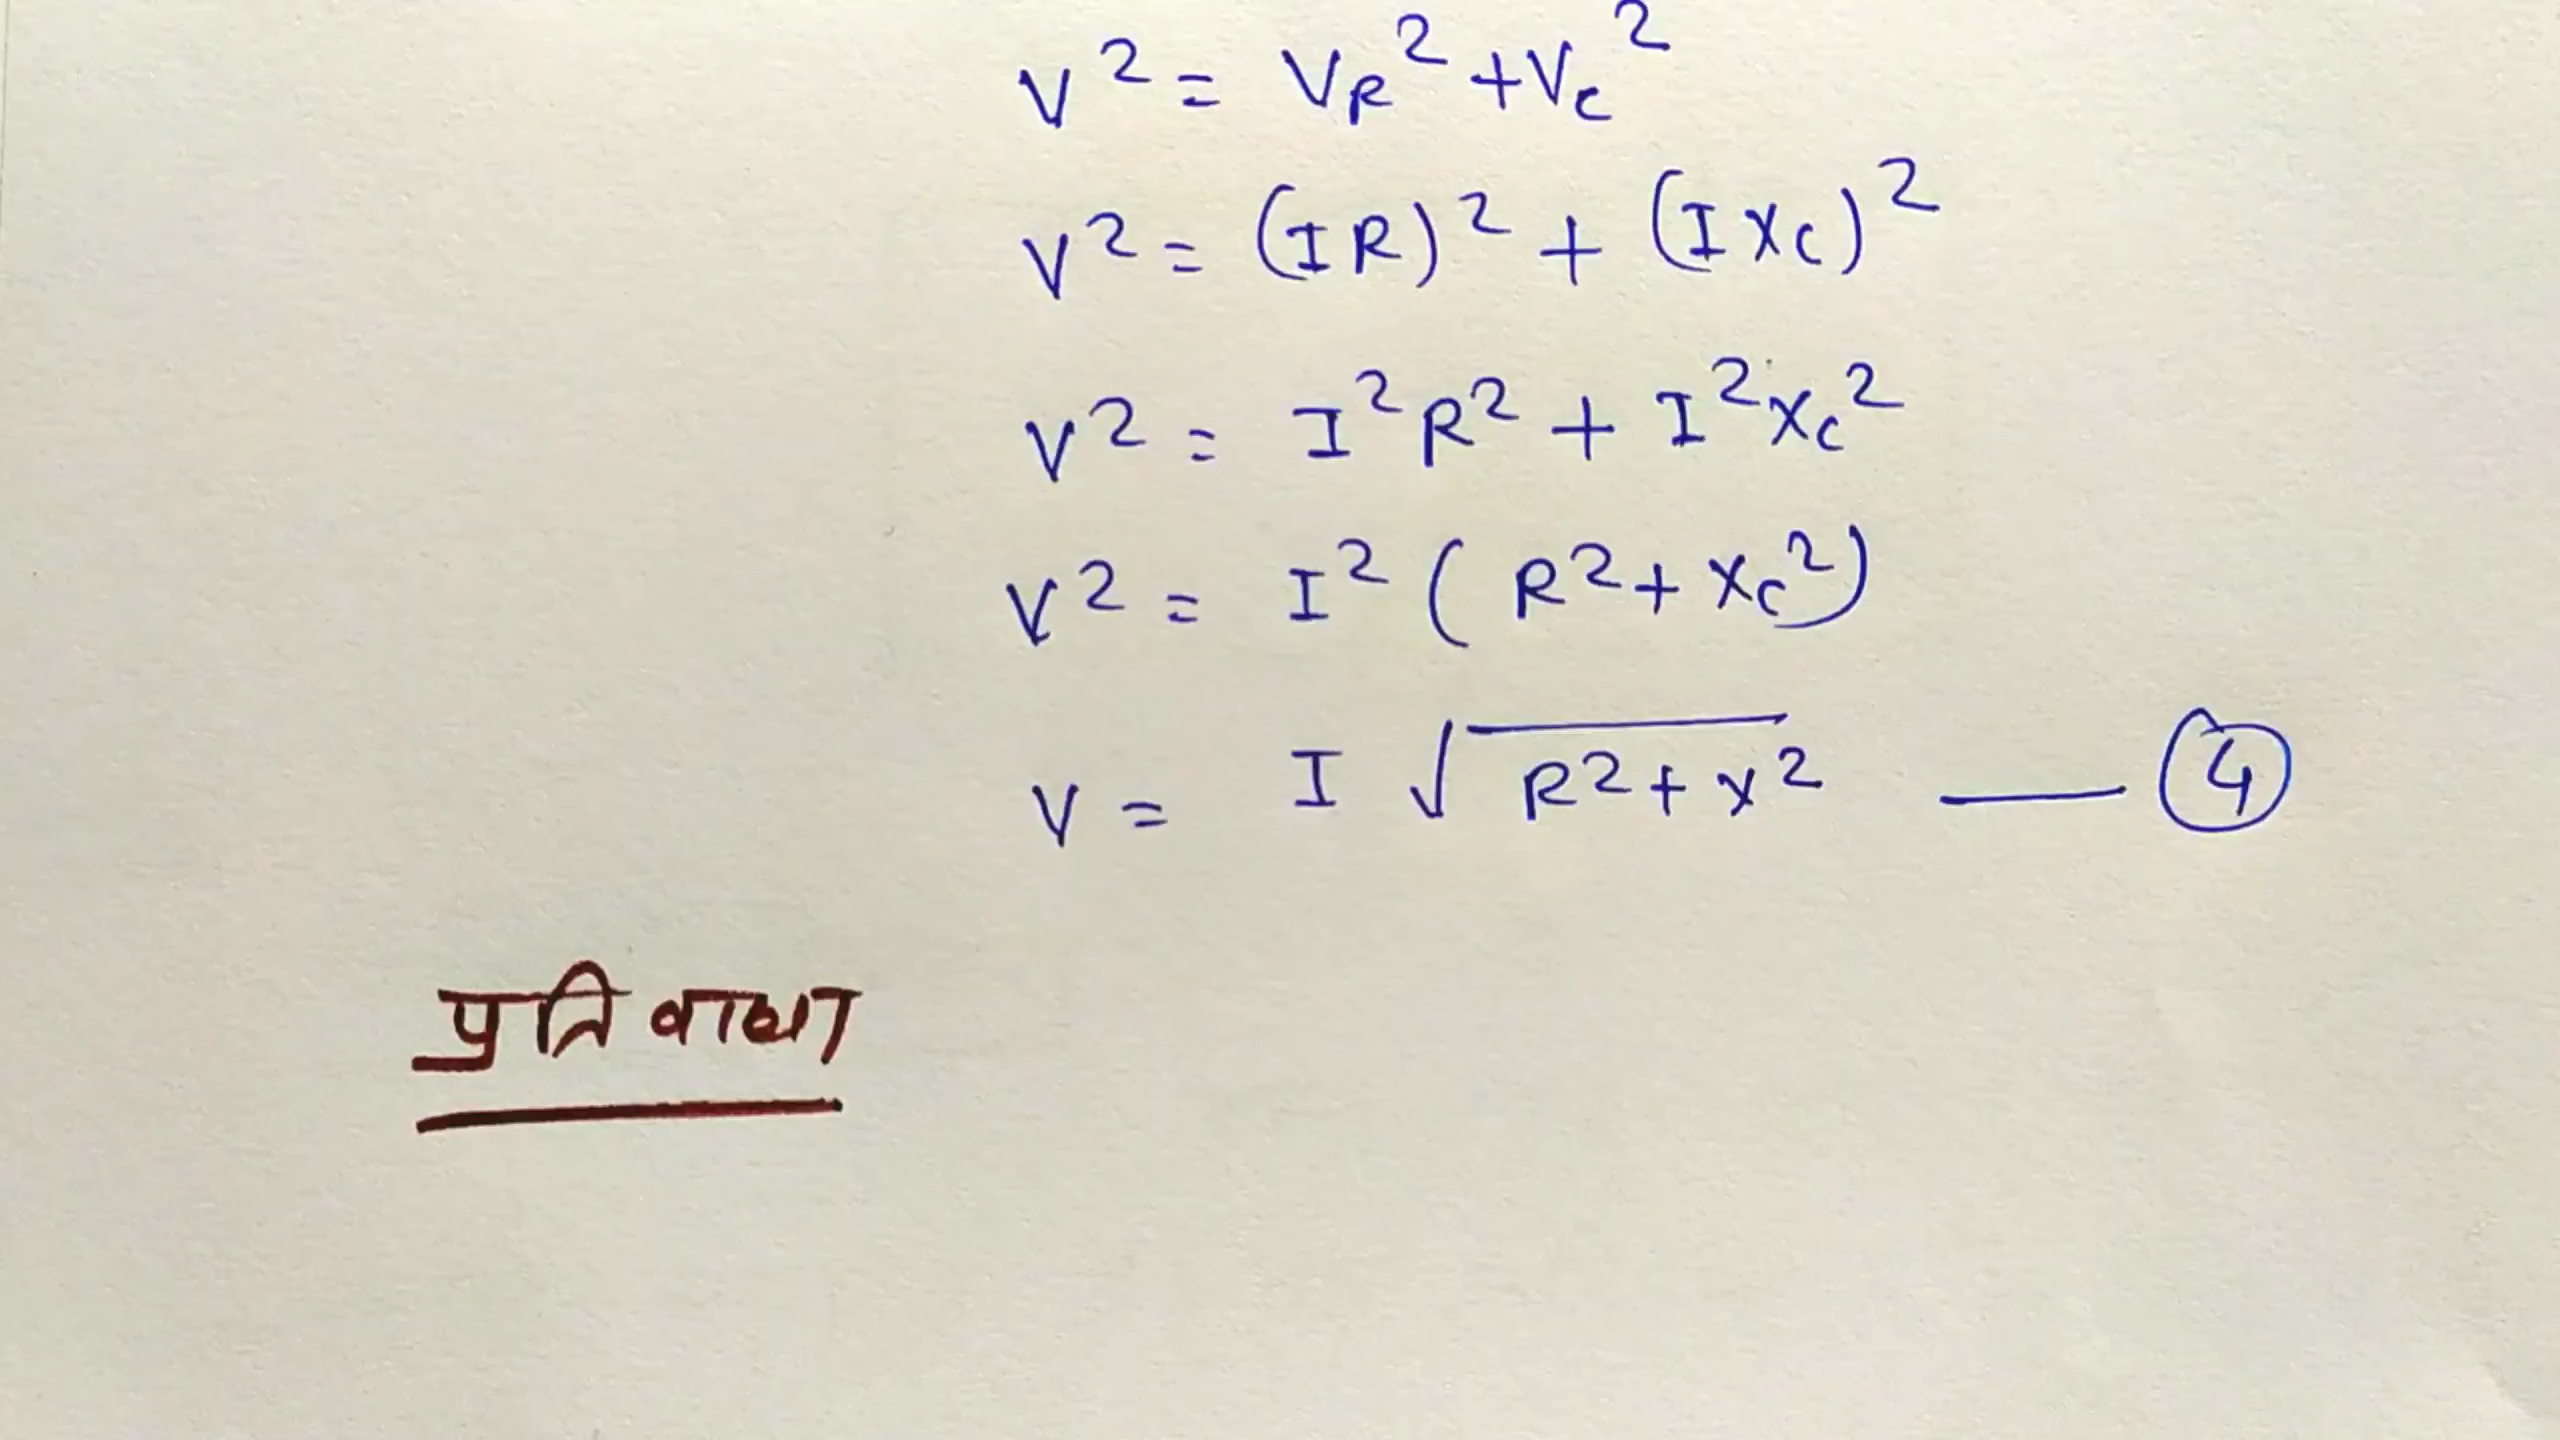 V² = V_R² + V_C²
V² = (IR)² + (IX_C)²
V² = I²R² + I²X_C²
V² = I² ( R² + X_C²)
V = I √R² + X² — ④
प्रतिबाधा